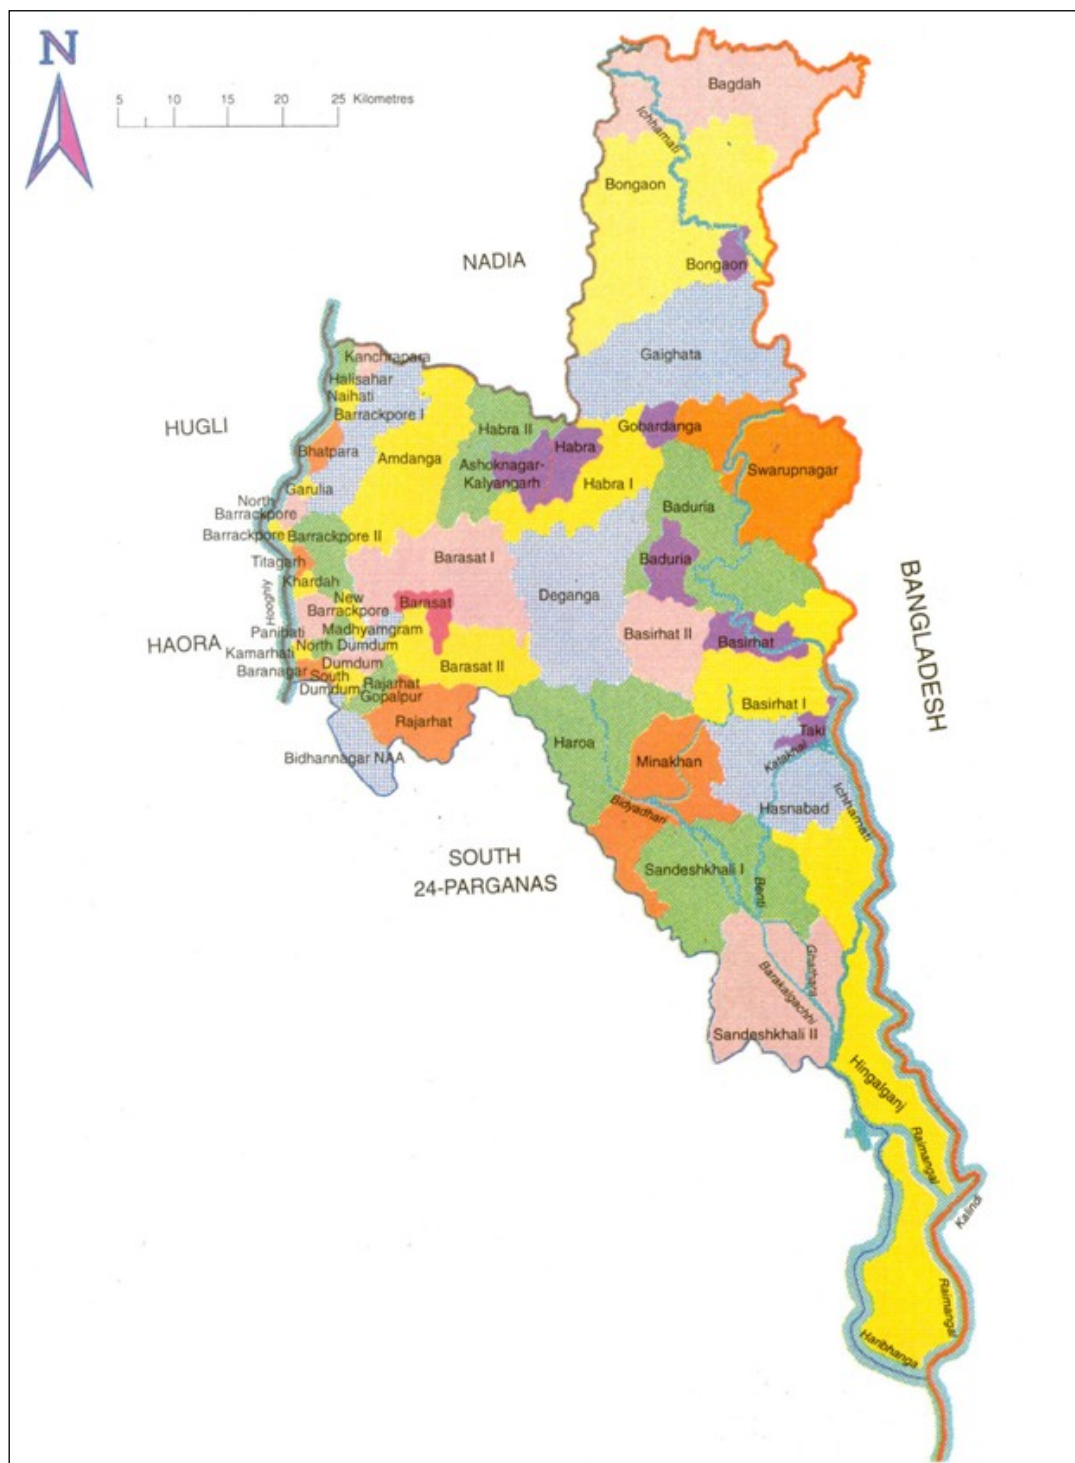 N
5 10 15 20 25 Kilometres
Bagdah
Ichhamati
Bongaon
NADIA
Bongaon
Gaighata
Kanchrapara
Halisahar
Naihati
Barrackpore I
HUGLI
Habra II
Gobardanga
Bhatpara
Amdanga
Habra
Ashoknagar-
Kalyangarh
Habra I
Swarupnagar
Garulia
North
Barrackpore
Baduria
Barrackpore
Barrackpore II
Titagarh
Barasat I
Baduria
Khardah
Hooghly
New
Barrackpore
Barasat
Deganga
BANGLADESH
Panihati
Madhyamgram
Basirhat II
Basirhat
HAORA
Kamarhati
North Dumdum
Baranagar
Dumdum
Barasat II
South
Dumdum
Rajarhat
Gopalpur
Basirhat I
Rajarhat
Taki
Haroa
Katakhal
Bidhannagar NAA
Minakhan
Ichhamati
Hasnabad
Bidyadhari
SOUTH
24-PARGANAS
Sandeshkhali I
Benti
Ghathara
Barakalgachhi
Sandeshkhali II
Hingalganj
Raimangal
Kalindi
Raimangal
Haribhanga